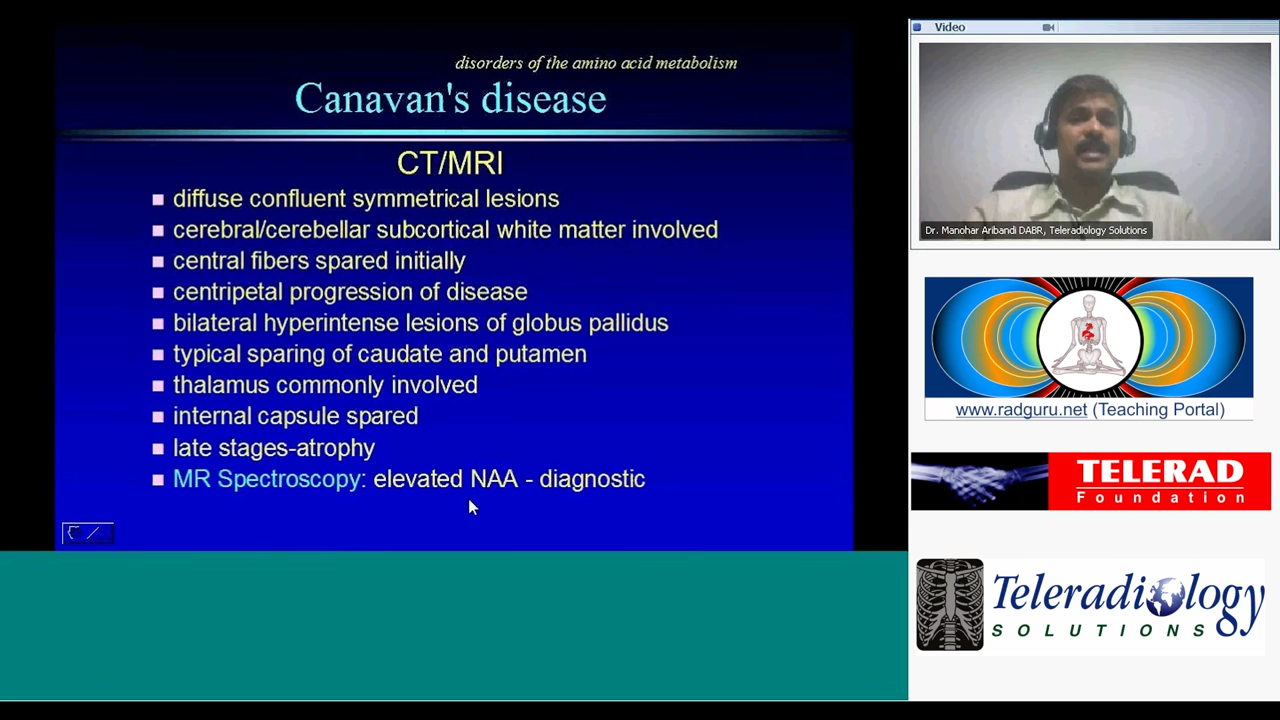 disorders of the amino acid metabolism
Canavan's disease
CT/MRI
diffuse confluent symmetrical lesions
cerebral/cerebellar subcortical white matter involved
central fibers spared initially
centripetal progression of disease
bilateral hyperintense lesions of globus pallidus
typical sparing of caudate and putamen
thalamus commonly involved
internal capsule spared
late stages-atrophy
MR Spectroscopy: elevated NAA - diagnostic
Video
Dr. Manohar Aribandi DABR, Teleradiology Solutions
www.radguru.net (Teaching Portal)
TELERAD
Foundation
Teleradiology
SOLUTIONS